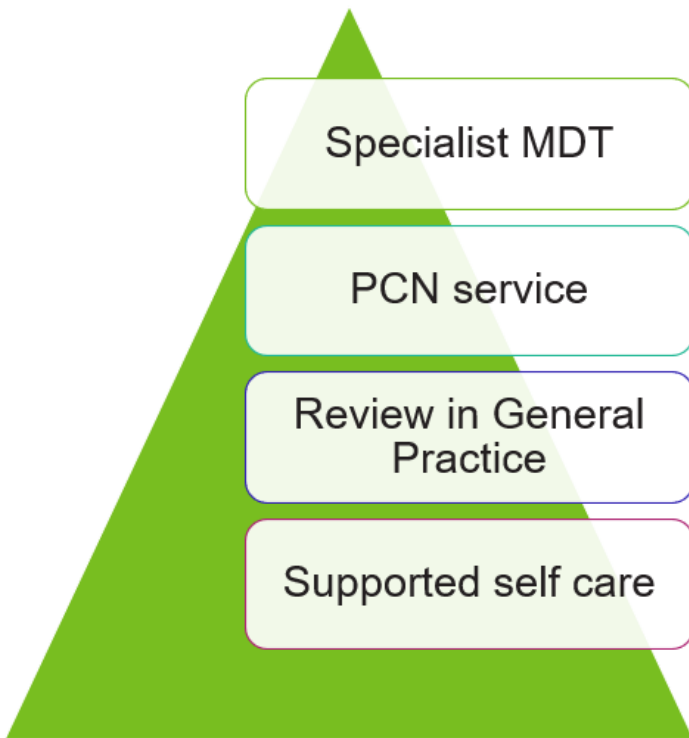 Specialist MDT
PCN service
Review in General
Practice
Supported self care